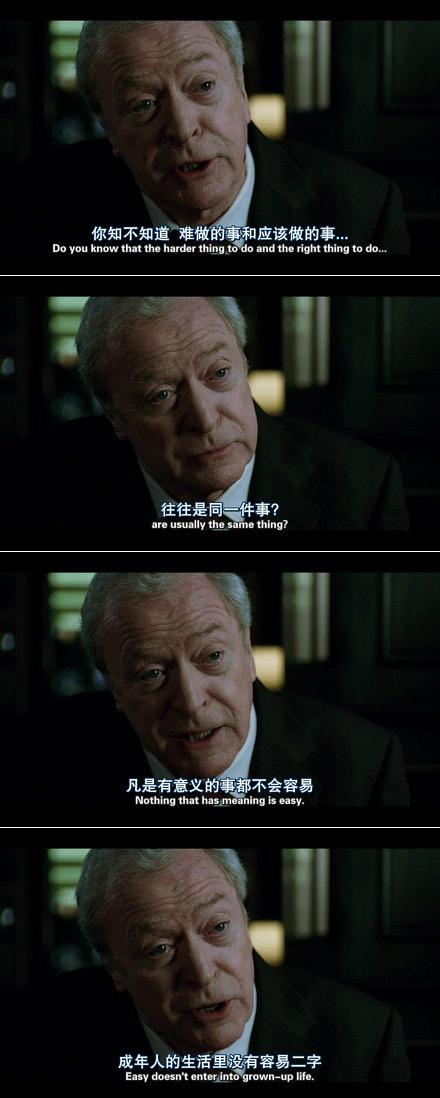 你知不知道 难做的事和应该做的事...
Do you know that the harder thing to do and the right thing to do...
往往是同一件事?
are usually the same thing?
凡是有意义的事都不会容易
Nothing that has meaning is easy.
成年人的生活里没有容易二字
Easy doesn't enter into grown-up life.